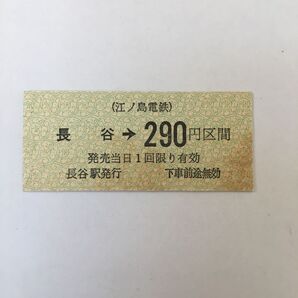 (江ノ島電鉄)
長 谷 → 290円区間
発売当日1回限り有効
長谷駅発行 下車前途無効